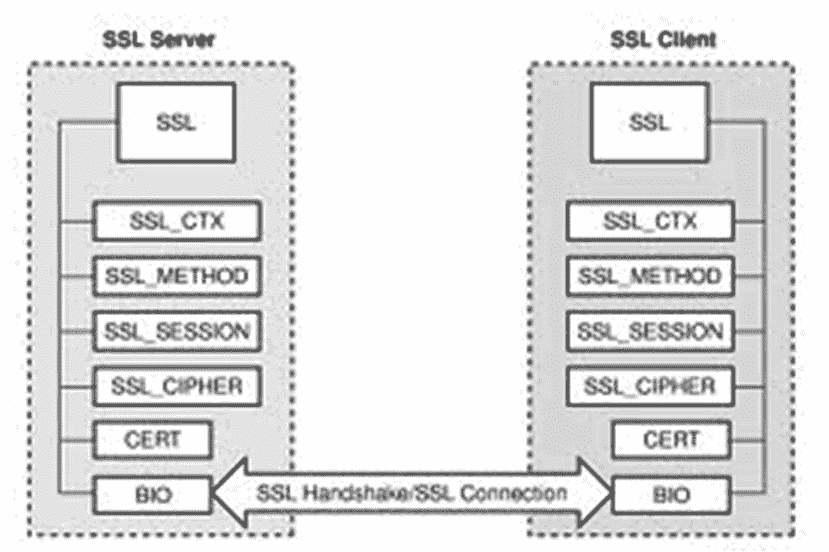 SSL Server
SSL Client
SSL
SSL
SSL_CTX
SSL_CTX
SSL_METHOD
SSL_METHOD
SSL_SESSION
SSL_SESSION
SSL_CIPHER
SSL_CIPHER
CERT
CERT
BIO
SSL Handshake/SSL Connection
BIO